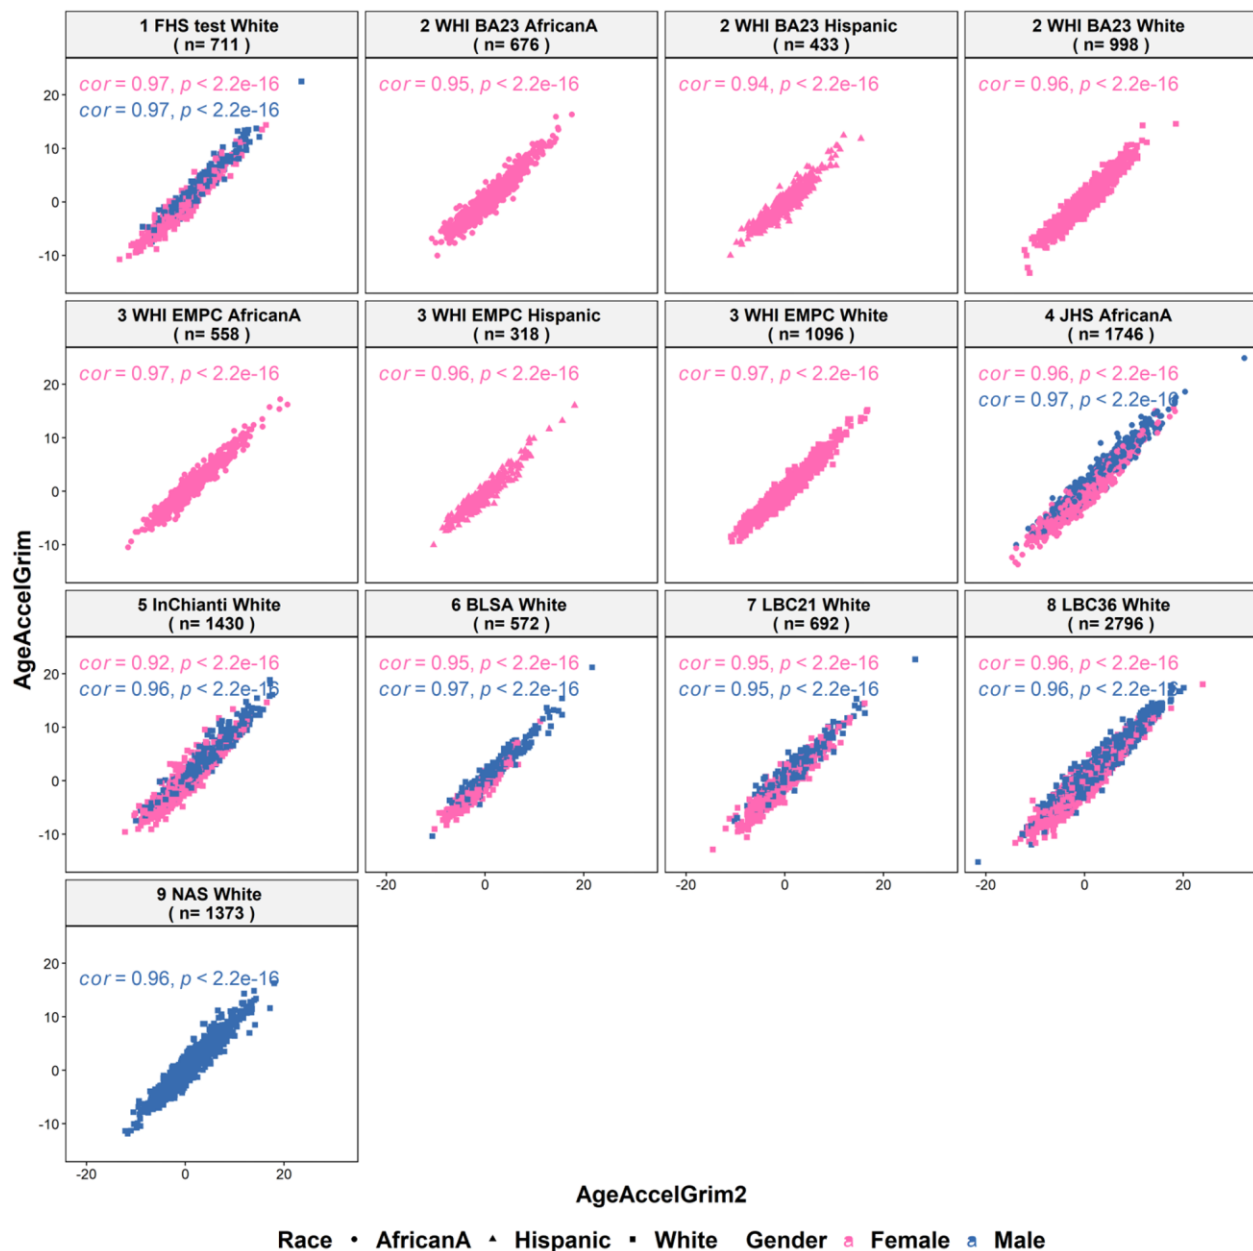 1 FHS test White
( n= 711 )
2 WHI BA23 AfricanA
( n= 676 )
2 WHI BA23 Hispanic
( n= 433 )
2 WHI BA23 White
( n= 998 )
cor = 0.97, p < 2.2e-16
cor = 0.97, p < 2.2e-16
cor = 0.95, p < 2.2e-16
cor = 0.94, p < 2.2e-16
cor = 0.96, p < 2.2e-16
20
10
0
-10
3 WHI EMPC AfricanA
( n= 558 )
3 WHI EMPC Hispanic
( n= 318 )
3 WHI EMPC White
( n= 1096 )
4 JHS AfricanA
( n= 1746 )
cor = 0.97, p < 2.2e-16
cor = 0.96, p < 2.2e-16
cor = 0.97, p < 2.2e-16
cor = 0.96, p < 2.2e-16
cor = 0.97, p < 2.2e-16
20
10
0
-10
AgeAccelGrim
5 InChianti White
( n= 1430 )
6 BLSA White
( n= 572 )
7 LBC21 White
( n= 692 )
8 LBC36 White
( n= 2796 )
cor = 0.92, p < 2.2e-16
cor = 0.96, p < 2.2e-16
cor = 0.95, p < 2.2e-16
cor = 0.97, p < 2.2e-16
cor = 0.95, p < 2.2e-16
cor = 0.95, p < 2.2e-16
cor = 0.96, p < 2.2e-16
cor = 0.96, p < 2.2e-16
20
10
0
-10
-20 0 20
-20 0 20
-20 0 20
9 NAS White
( n= 1373 )
cor = 0.96, p < 2.2e-16
20
10
0
-10
-20 0 20
AgeAccelGrim2
Race AfricanA Hispanic White Gender a Female a Male